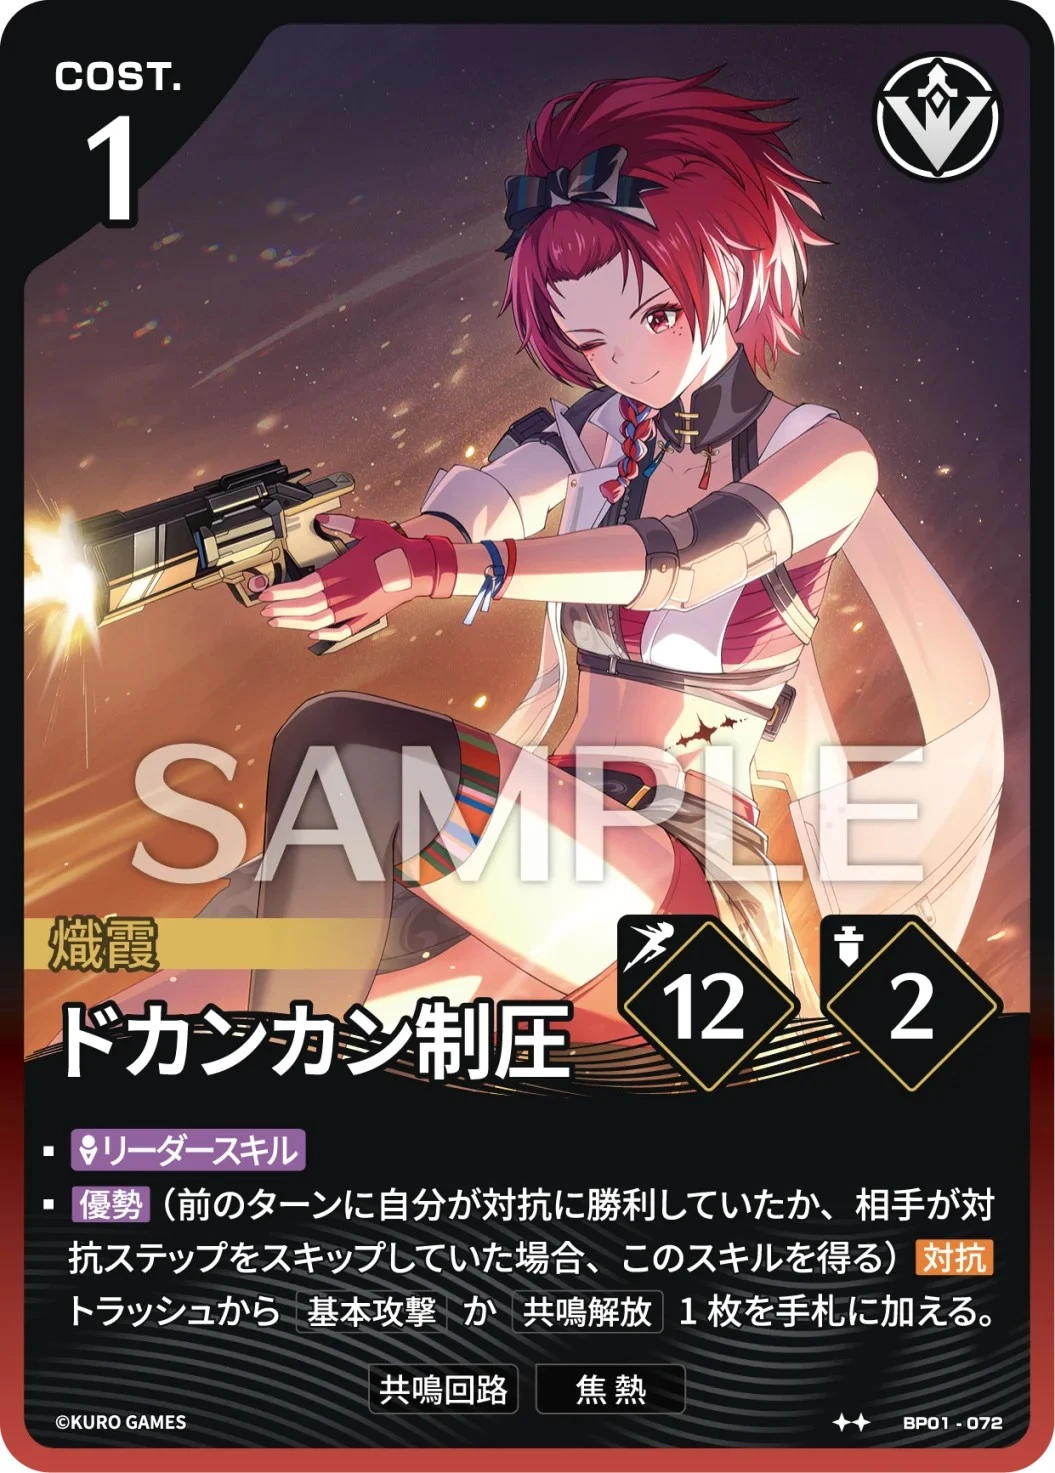 COST.
1
SAMPLE
熾霞
12
2
ドカンカン制圧
▪ リーダースキル
▪ 優勢（前のターンに自分が対抗に勝利していたか、相手が対
抗ステップをスキップしていた場合、このスキルを得る）対抗
トラッシュから 基本攻撃 か 共鳴解放 1 枚を手札に加える。
共鳴回路 焦熱
©KURO GAMES
BP01 - 072